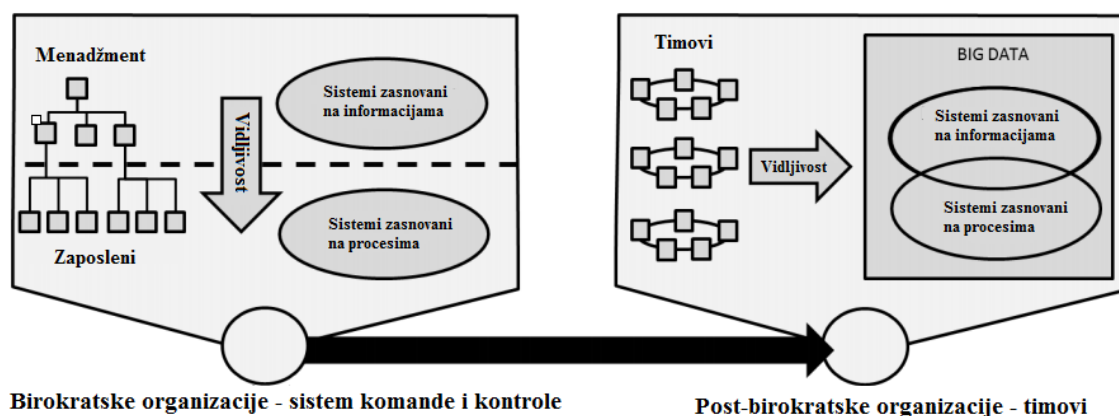 Menadžment
Sistemi zasnovani
na informacijama
Vidljivost
Sistemi zasnovani
na procesima
Zaposleni
Birokratske organizacije - sistem komande i kontrole
Timovi
BIG DATA
Sistemi zasnovani
na informacijama
Vidljivost
Sistemi zasnovani
na procesima
Post-birokratske organizacije - timovi